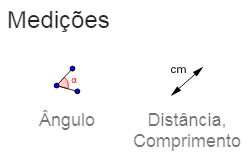 Medições
cm
α
Ângulo
Distância,
Comprimento